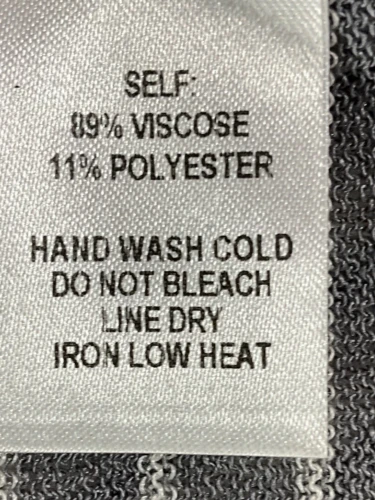 SELF:
89% VISCOSE
11% POLYESTER
HAND WASH COLD
DO NOT BLEACH
LINE DRY
IRON LOW HEAT